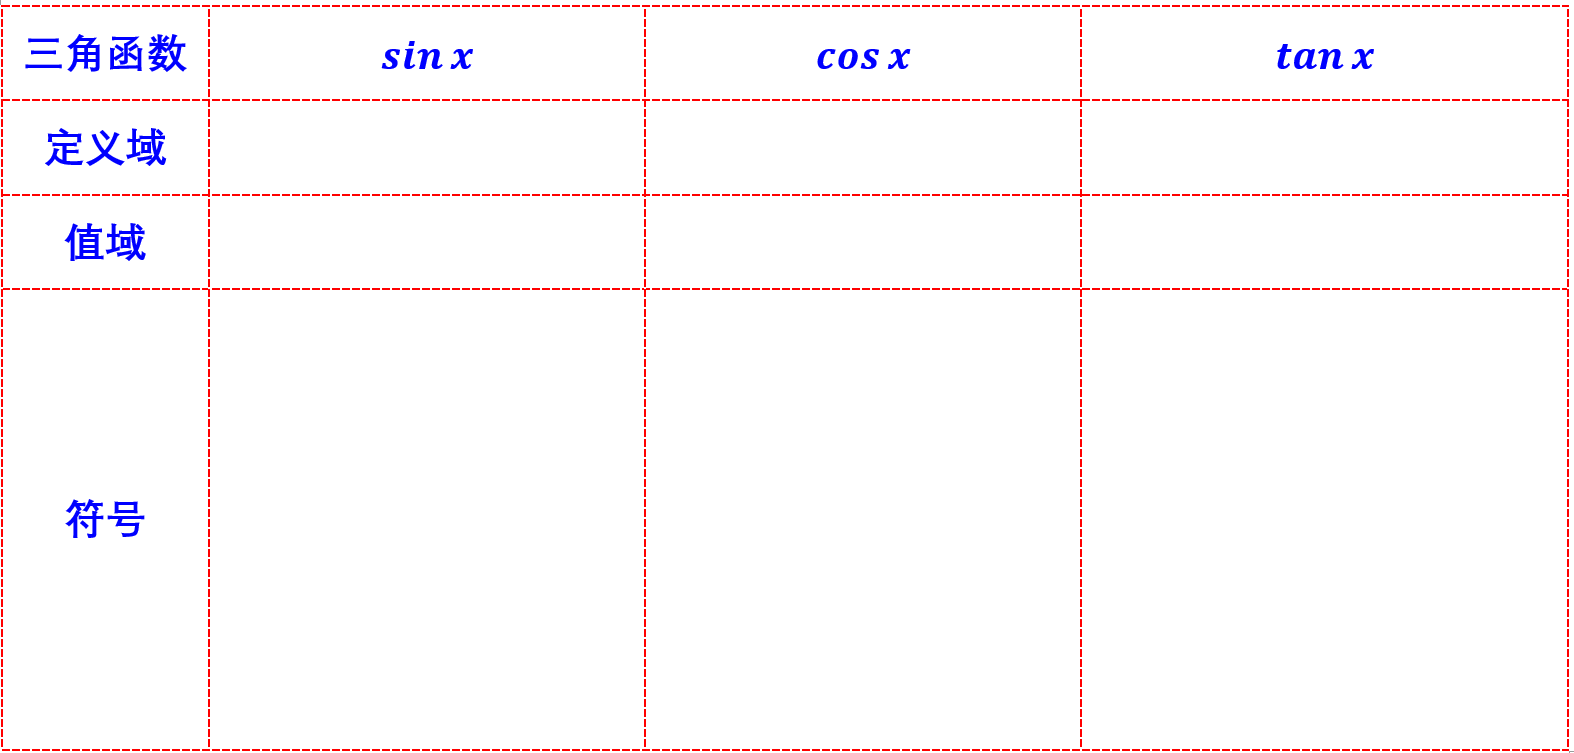 三角函数 sin x cos x tan x
定义域
值域
符号